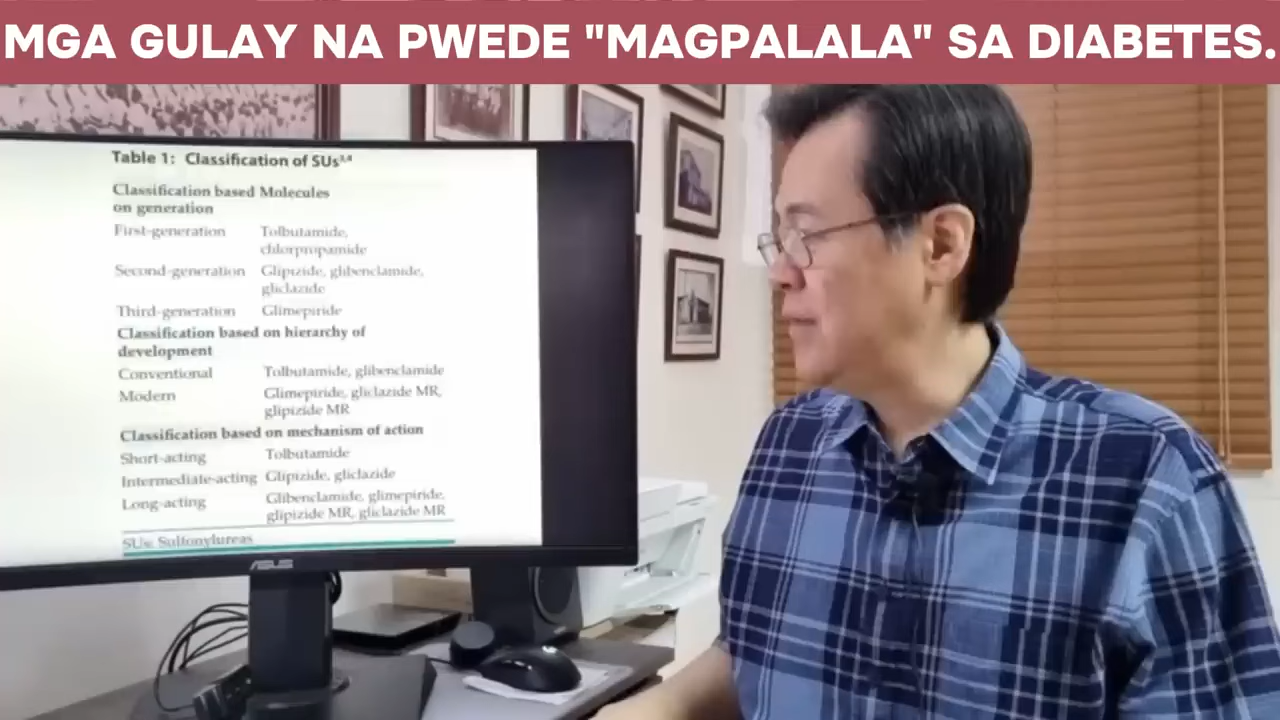 MGA GULAY NA PWEDE "MAGPALALA" SA DIABETES.
Table 1: Classification of SUs³,⁴
Classification based Molecules
on generation
First-generation Tolbutamide,
chlorpropamide
Second-generation Glipizide, glibenclamide,
gliclazide
Third-generation Glimepiride
Classification based on hierarchy of
development
Conventional Tolbutamide, glibenclamide
Modern Glimepiride, gliclazide MR,
glipizide MR
Classification based on mechanism of action
Short-acting Tolbutamide
Intermediate-acting Glipizide, gliclazide
Long-acting Glibenclamide, glimepiride,
glipizide MR, gliclazide MR
SUs: Sulfonylureas
ASUS